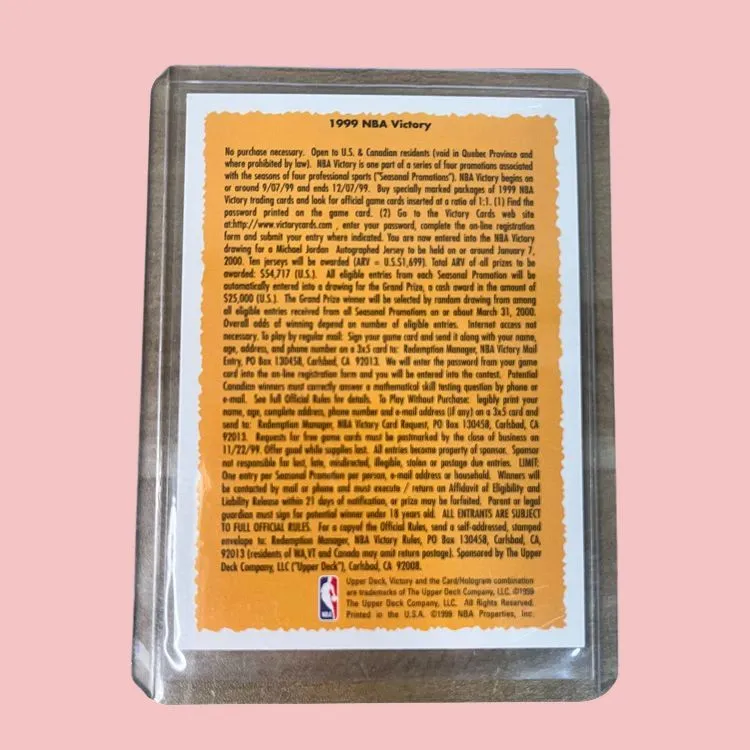 1999 NBA Victory
No purchase necessary. Open to U.S. & Canadian residents (void in Quebec Province and
where prohibited by law). NBA Victory is one part of a series of four promotions associated
with the seasons of four professional sports ("Seasonal Promotions"). NBA Victory begins on
or around 9/07/99 and ends 12/07/99. Buy specially marked packages of 1999 NBA
Victory trading cards and look for official game cards inserted at a ratio of 1:1. (1) Find the
password printed on the game card. (2) Go to the Victory Cards web site
at:http://www.victorycards.com , enter your password, complete the on-line registration
form and submit your entry where indicated. You are now entered into the NBA Victory
drawing for a Michael Jordan Autographed Jersey to be held on or around January 7,
2000. Ten jerseys will be awarded (ARV = U.S.$1,699). Total ARV of all prizes to be
awarded: $54,717 (U.S.). All eligible entries from each Seasonal Promotion will be
automatically entered into a drawing for the Grand Prize, a cash award in the amount of
$25,000 (U.S.). The Grand Prize winner will be selected by random drawing from among
all eligible entries received from all Seasonal Promotions on or about March 31, 2000.
Overall odds of winning depend on number of eligible entries. Internet access not
necessary. To play by regular mail: Sign your game card and send it along with your name,
age, address, and phone number on a 3x5 card to: Redemption Manager, NBA Victory Mail
Entry, PO Box 130458, Carlsbad, CA 92013. We will enter the password from your game
card into the on-line registration form and you will be entered into the contest. Potential
Canadian winners must correctly answer a mathematical skill testing question by phone or
e-mail. See full Official Rules for details. To Play Without Purchase: legibly print your
name, age, complete address, phone number and e-mail address (if any) on a 3x5 card and
send to: Redemption Manager, NBA Victory Card Request, PO Box 130458, Carlsbad, CA
92013. Requests for free game cards must be postmarked by the close of business on
11/22/99. Offer good while supplies last. All entries become property of sponsor. Sponsor
not responsible for lost, late, misdirected, illegible, stolen or postage due entries. LIMIT:
One entry per Seasonal Promotion per person, e-mail address or household. Winners will
be contacted by mail or phone and must execute / return an Affidavit of Eligibility and
Liability Release within 21 days of notification, or prize may be forfeited. Parent or legal
guardian must sign for potential winner under 18 years old. ALL ENTRANTS ARE SUBJECT
TO FULL OFFICIAL RULES. For a copyof the Official Rules, send a self-addressed, stamped
envelope to: Redemption Manager, NBA Victory Rules, PO Box 130458, Carlsbad, CA
92013 (residents of WA,VT and Canada may omit return postage). Sponsored by The Upper
Deck Company, LLC ("Upper Deck"), Carlsbad, CA 92008.
Upper Deck, Victory and the Card/Hologram combination
are trademarks of The Upper Deck Company, LLC. ©1999
The Upper Deck Company, LLC. All Rights Reserved.
Printed in the U.S.A. ©1999 NBA Properties, Inc.
NBA